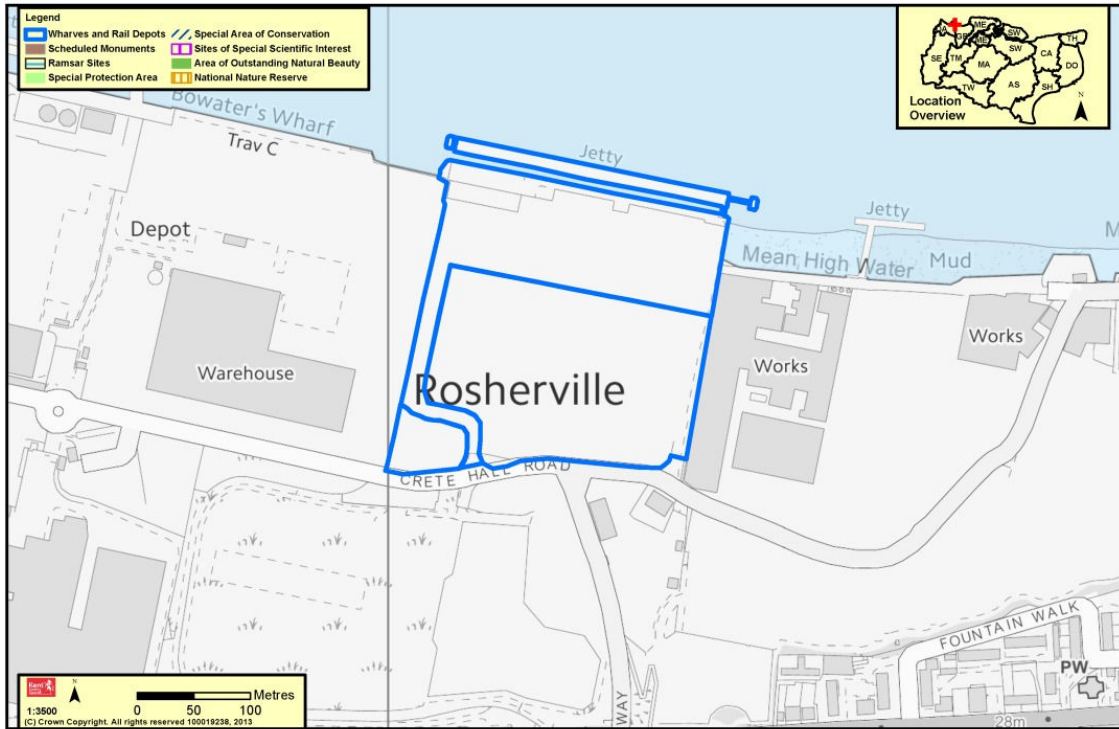 Legend
Wharves and Rail Depots
Special Area of Conservation
Scheduled Monuments
Sites of Special Scientific Interest
Ramsar Sites
Area of Outstanding Natural Beauty
Special Protection Area
National Nature Reserve
ME
SW
TH
SW
CA
SE
TM
MA
DO
AS
SH
TW
N
Location
Overview
Bowater's Wharf
Trav C
Jetty
Depot
Jetty
Mean High Water
Mud
M
Works
Works
Warehouse
Rosherville
CRETE HALL ROAD
WAY
FOUNTAIN WALK
PW
28m
N
Metres
1:3500
0 50 100
(C) Crown Copyright. All rights reserved 100019238, 2013